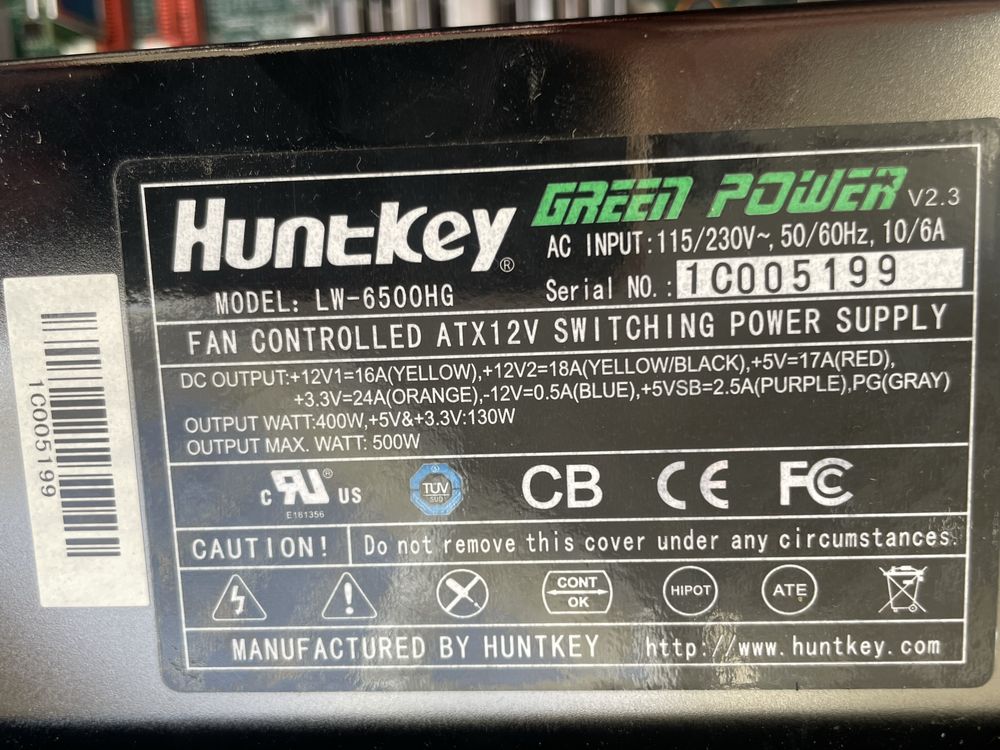 Huntkey® GREEN POWER V2.3
AC INPUT:115/230V~, 50/60Hz, 10/6A
MODEL: LW-6500HG
Serial NO.: 1C005199
FAN CONTROLLED ATX12V SWITCHING POWER SUPPLY
DC OUTPUT:+12V1=16A(YELLOW),+12V2=18A(YELLOW/BLACK),+5V=17A(RED),
+3.3V=24A(ORANGE),-12V=0.5A(BLUE),+5VSB=2.5A(PURPLE),PG(GRAY)
OUTPUT WATT:400W,+5V&+3.3V:130W
OUTPUT MAX. WATT: 500W
c RU® US
E161356
TÜV
SÜD
CB
CE
FC
CAUTION! Do not remove this cover under any circumstances.
CONT
OK
HIPOT
ATE
MANUFACTURED BY HUNTKEY http://www.huntkey.com
1C005199